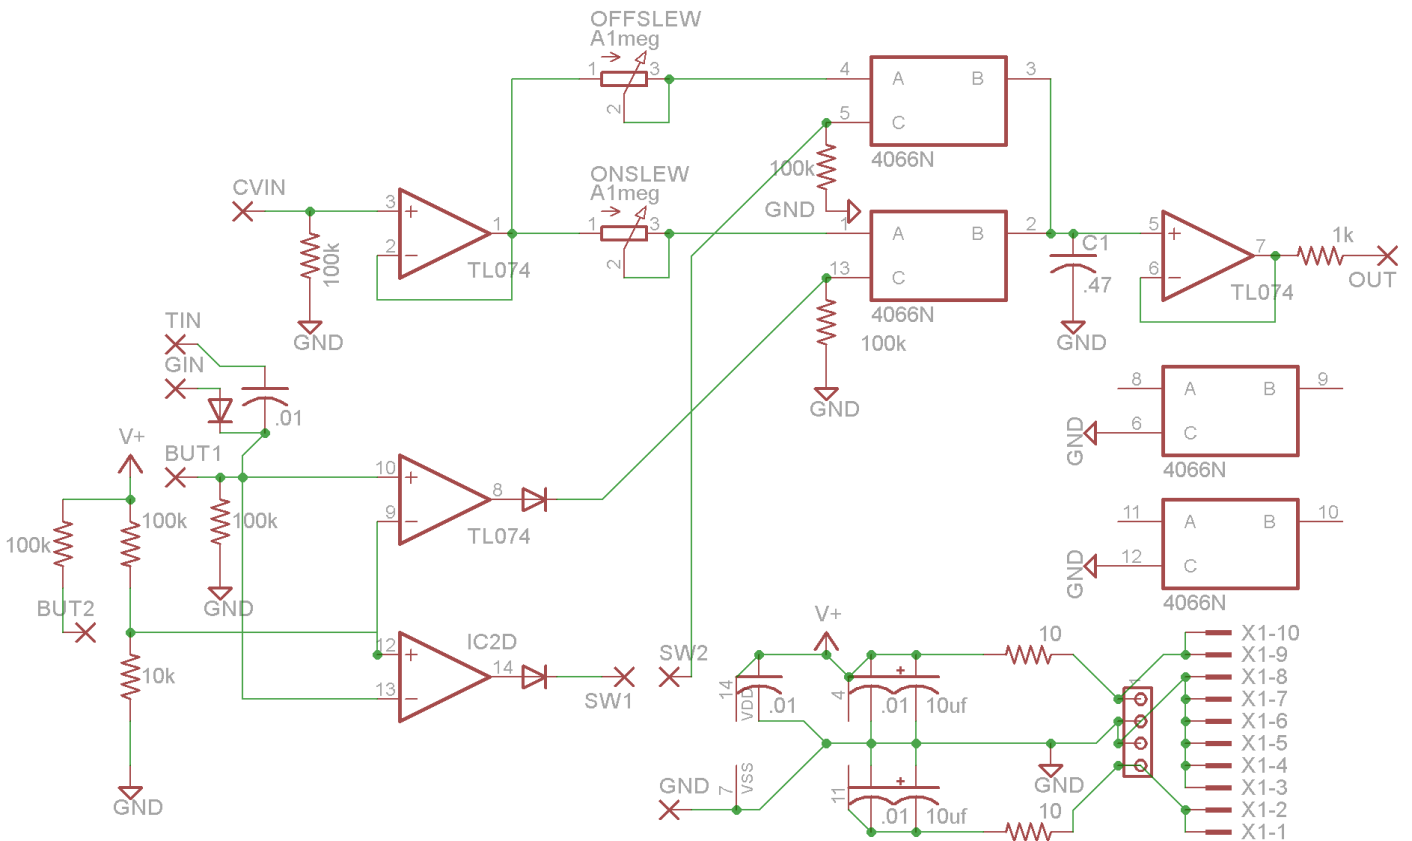 OFFSLEW
A1meg
1
3
2
4
A
B
3
5
C
4066N
100k
GND
ONSLEW
A1meg
1
3
2
1
A
B
2
13
C
4066N
100k
GND
CVIN
3
+
2
−
1
TL074
100k
GND
C1
.47
GND
5
+
6
−
7
TL074
1k
OUT
TIN
GIN
.01
V+
BUT1
100k
100k
100k
GND
BUT2
10k
GND
10
+
9
−
8
TL074
IC2D
12
+
13
−
14
SW1
SW2
8
A
B
9
6
C
GND
4066N
11
A
B
10
12
C
GND
4066N
V+
14
VDD
.01
4
.01
+
10uf
10
GND
7
VSS
11
.01
+
10uf
10
GND
1
X1-10
X1-9
X1-8
X1-7
X1-6
X1-5
X1-4
X1-3
X1-2
X1-1